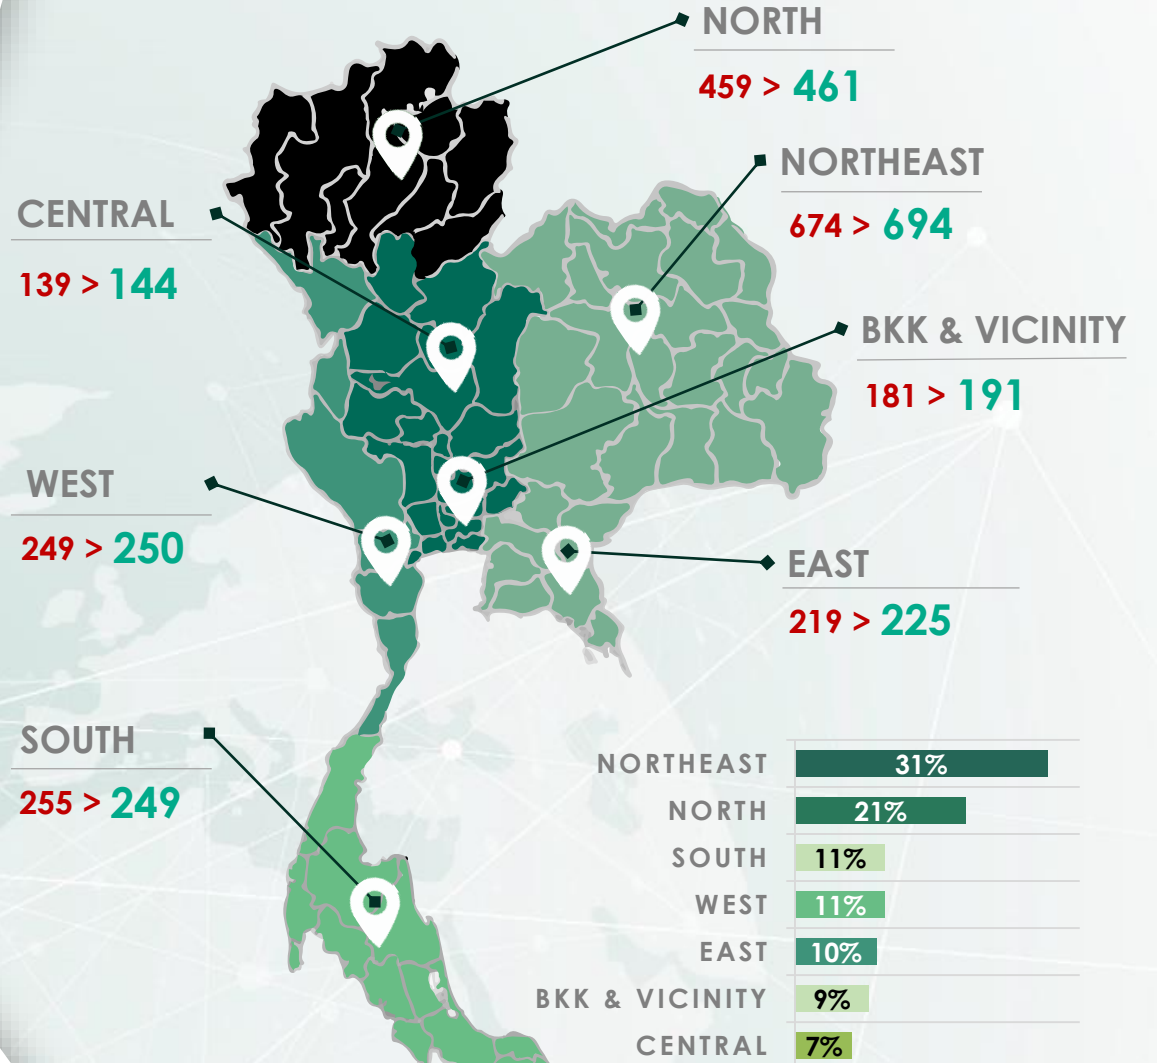 NORTH
459 > 461
NORTHEAST
674 > 694
CENTRAL
139 > 144
BKK & VICINITY
181 > 191
WEST
249 > 250
EAST
219 > 225
SOUTH
255 > 249
NORTHEAST 31%
NORTH 21%
SOUTH 11%
WEST 11%
EAST 10%
BKK & VICINITY 9%
CENTRAL 7%